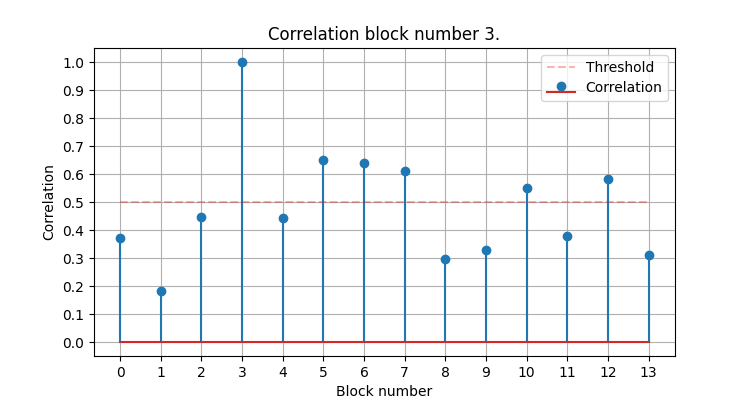 Correlation block number 3.
Threshold
Correlation
Correlation
1.0
0.9
0.8
0.7
0.6
0.5
0.4
0.3
0.2
0.1
0.0
0 1 2 3 4 5 6 7 8 9 10 11 12 13
Block number